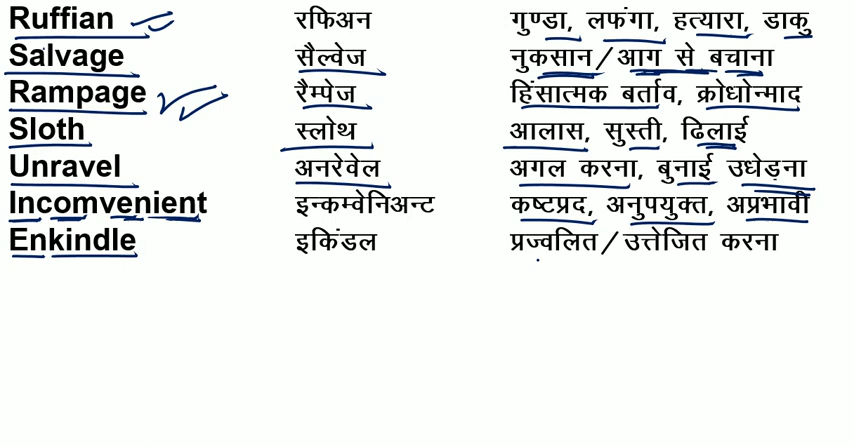 Ruffian रफिअन गुण्डा, लफंगा, हत्यारा, डाकु
Salvage सैल्वेज नुकसान/आग से बचाना
Rampage रैम्पेज हिंसात्मक बर्ताव, क्रोधोन्माद
Sloth स्लोथ आलास, सुस्ती, ढिलाई
Unravel अनरेवेल अगल करना, बुनाई उधेड़ना
Incomvenient इन्कम्वेनिअन्ट कष्टप्रद, अनुपयुक्त, अप्रभावी
Enkindle इकिंडल प्रज्वलित/उत्तेजित करना